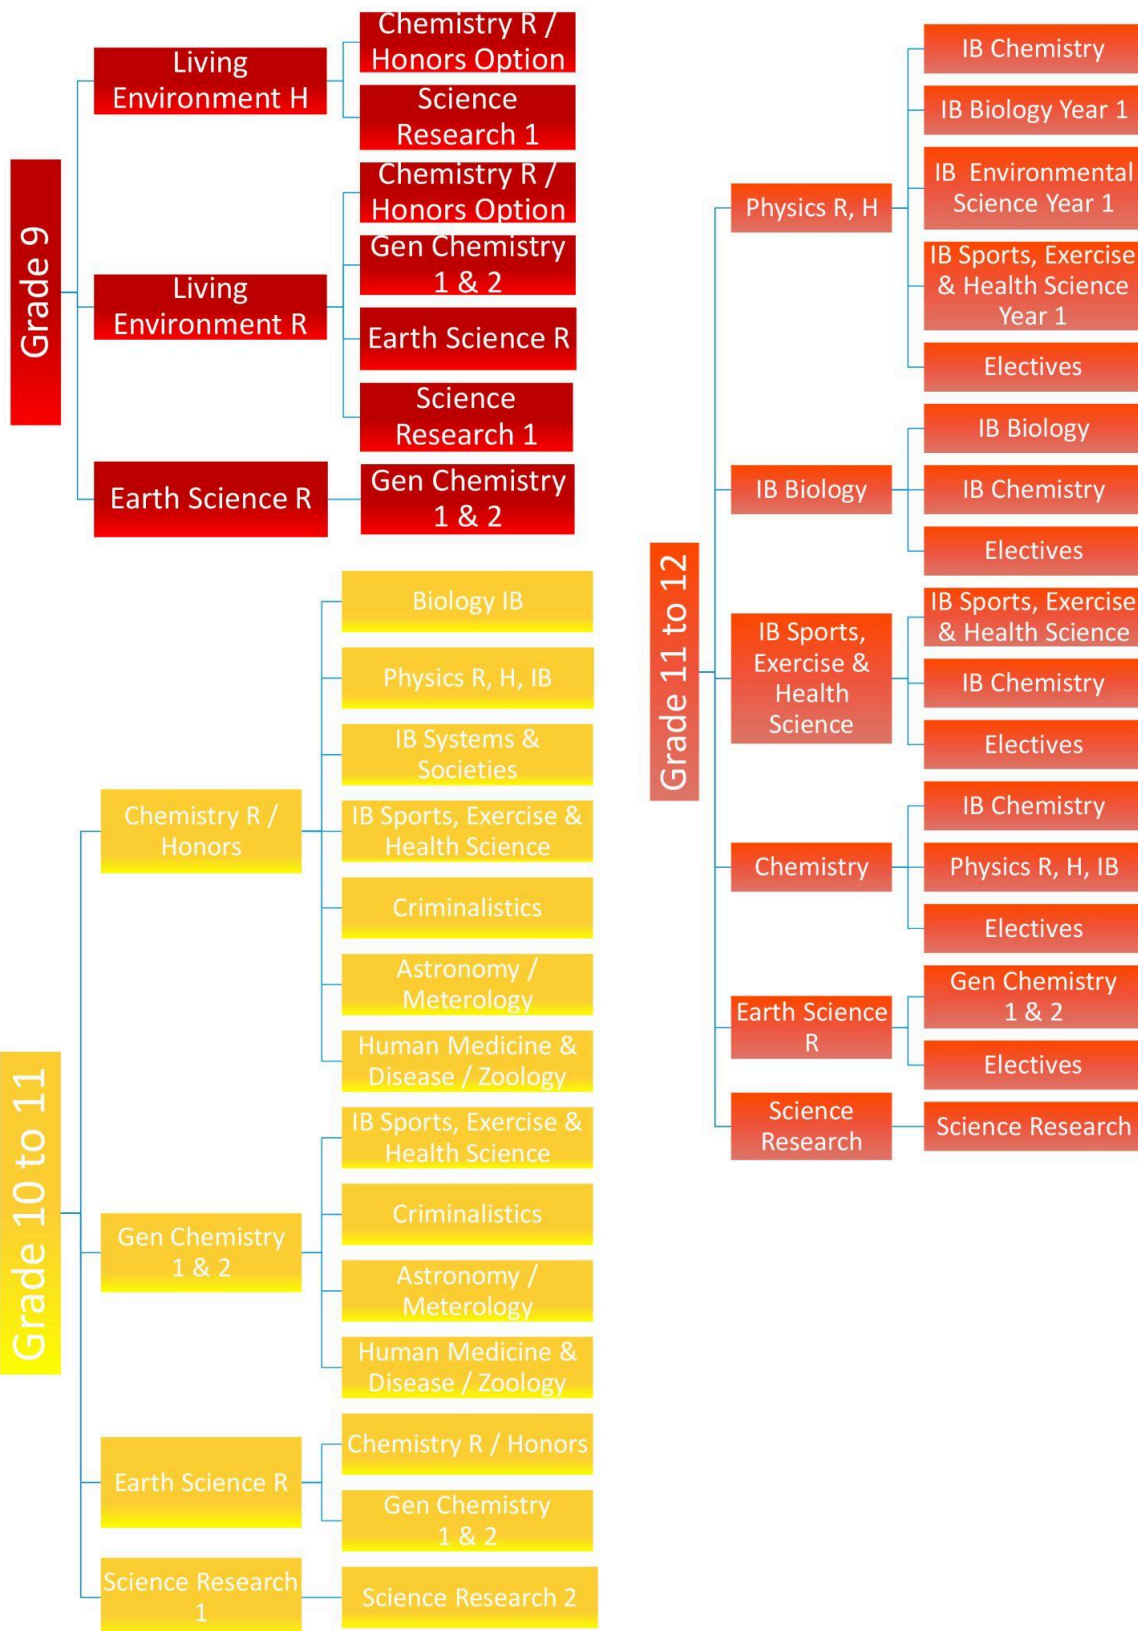 Grade 9
Living
Environment H
Chemistry R /
Honors Option
Science
Research 1
Living
Environment R
Chemistry R /
Honors Option
Gen Chemistry
1 & 2
Earth Science R
Science
Research 1
Earth Science R
Gen Chemistry
1 & 2
Grade 10 to 11
Chemistry R /
Honors
Biology IB
Physics R, H, IB
IB Systems &
Societies
IB Sports, Exercise &
Health Science
Criminalistics
Astronomy /
Meterology
Human Medicine &
Disease / Zoology
Gen Chemistry
1 & 2
IB Sports, Exercise &
Health Science
Criminalistics
Astronomy /
Meterology
Human Medicine &
Disease / Zoology
Earth Science R
Chemistry R / Honors
Gen Chemistry
1 & 2
Science Research
1
Science Research 2
Grade 11 to 12
Physics R, H
IB Chemistry
IB Biology Year 1
IB Environmental
Science Year 1
IB Sports, Exercise
& Health Science
Year 1
Electives
IB Biology
IB Biology
IB Chemistry
Electives
IB Sports,
Exercise &
Health
Science
IB Sports, Exercise
& Health Science
IB Chemistry
Electives
Chemistry
IB Chemistry
Physics R, H, IB
Electives
Earth Science
R
Gen Chemistry
1 & 2
Electives
Science
Research
Science Research